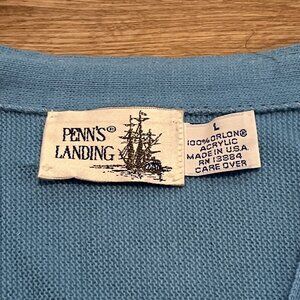 PENN'S®
LANDING
L
100% ORLON®
ACRYLIC
MADE IN U.S.A.
RN 13884
CARE OVER